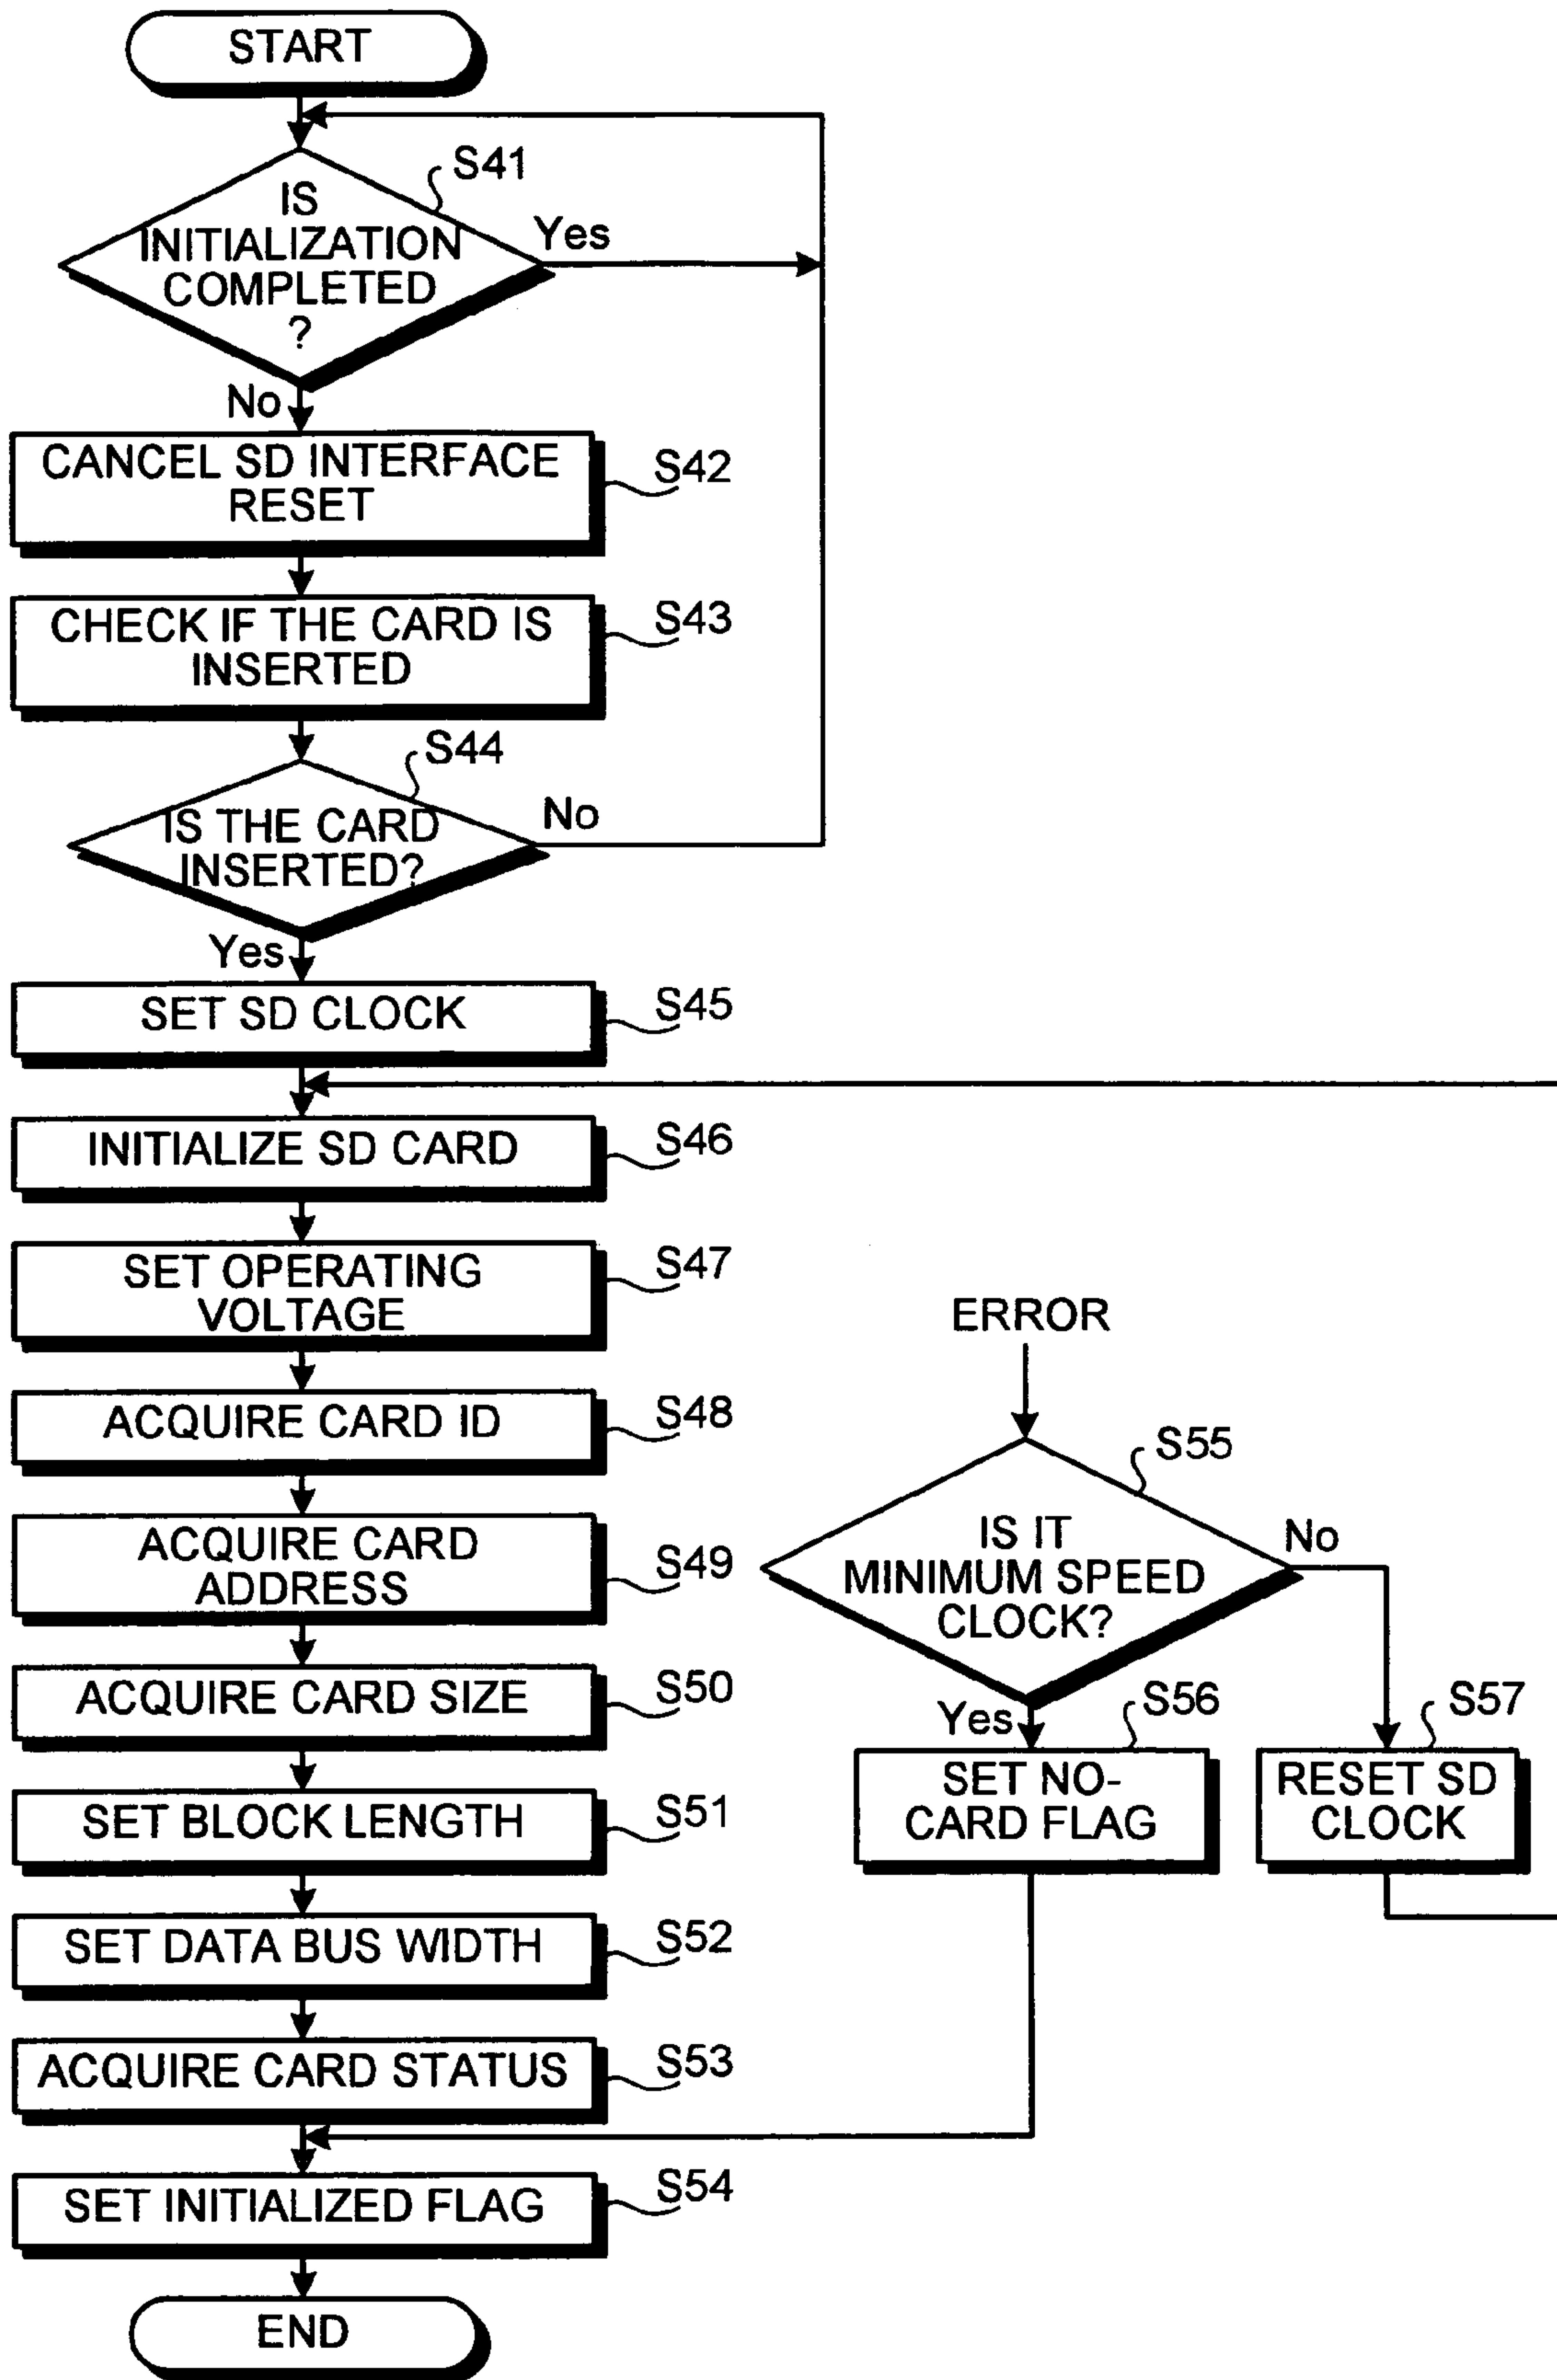 START
S41
IS
INITIALIZATION
COMPLETED
?
Yes
No
CANCEL SD INTERFACE
RESET
S42
CHECK IF THE CARD IS
INSERTED
S43
S44
IS THE CARD
INSERTED?
No
Yes
SET SD CLOCK
S45
INITIALIZE SD CARD
S46
SET OPERATING
VOLTAGE
S47
ACQUIRE CARD ID
S48
ACQUIRE CARD
ADDRESS
S49
ACQUIRE CARD SIZE
S50
SET BLOCK LENGTH
S51
SET DATA BUS WIDTH
S52
ACQUIRE CARD STATUS
S53
SET INITIALIZED FLAG
S54
END
ERROR
S55
IS IT
MINIMUM SPEED
CLOCK?
No
Yes
S56
SET NO-
CARD FLAG
S57
RESET SD
CLOCK